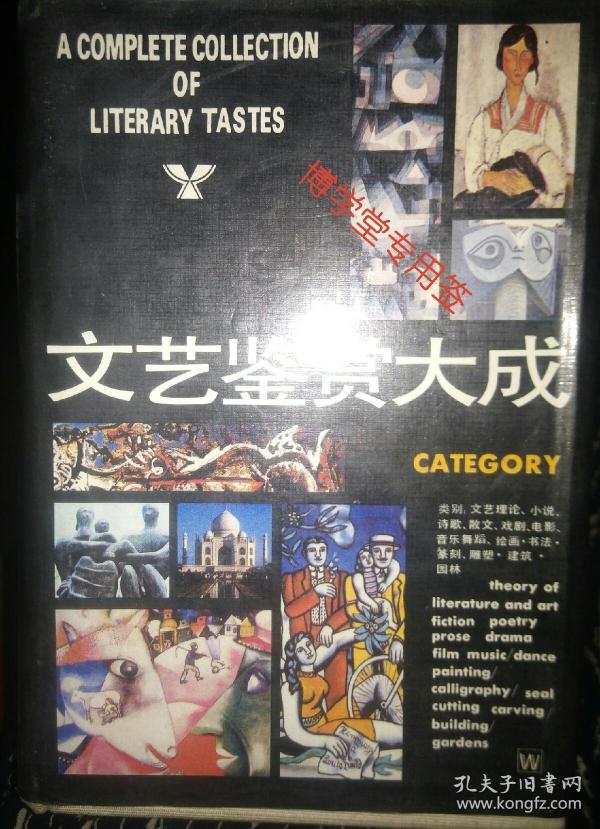 A COMPLETE COLLECTION
OF
LITERARY TASTES
博学堂专用签
文艺鉴赏大成
CATEGORY
类别：文艺理论、小说、
诗歌、散文、戏剧、电影、
音乐舞蹈、绘画·书法·
篆刻、雕塑·建筑·
园林
theory of
literature and art
fiction poetry
prose drama
film music/dance
painting/
calligraphy/ seal
cutting carving/
building/
gardens
W
孔夫子旧书网
www.kongfz.com